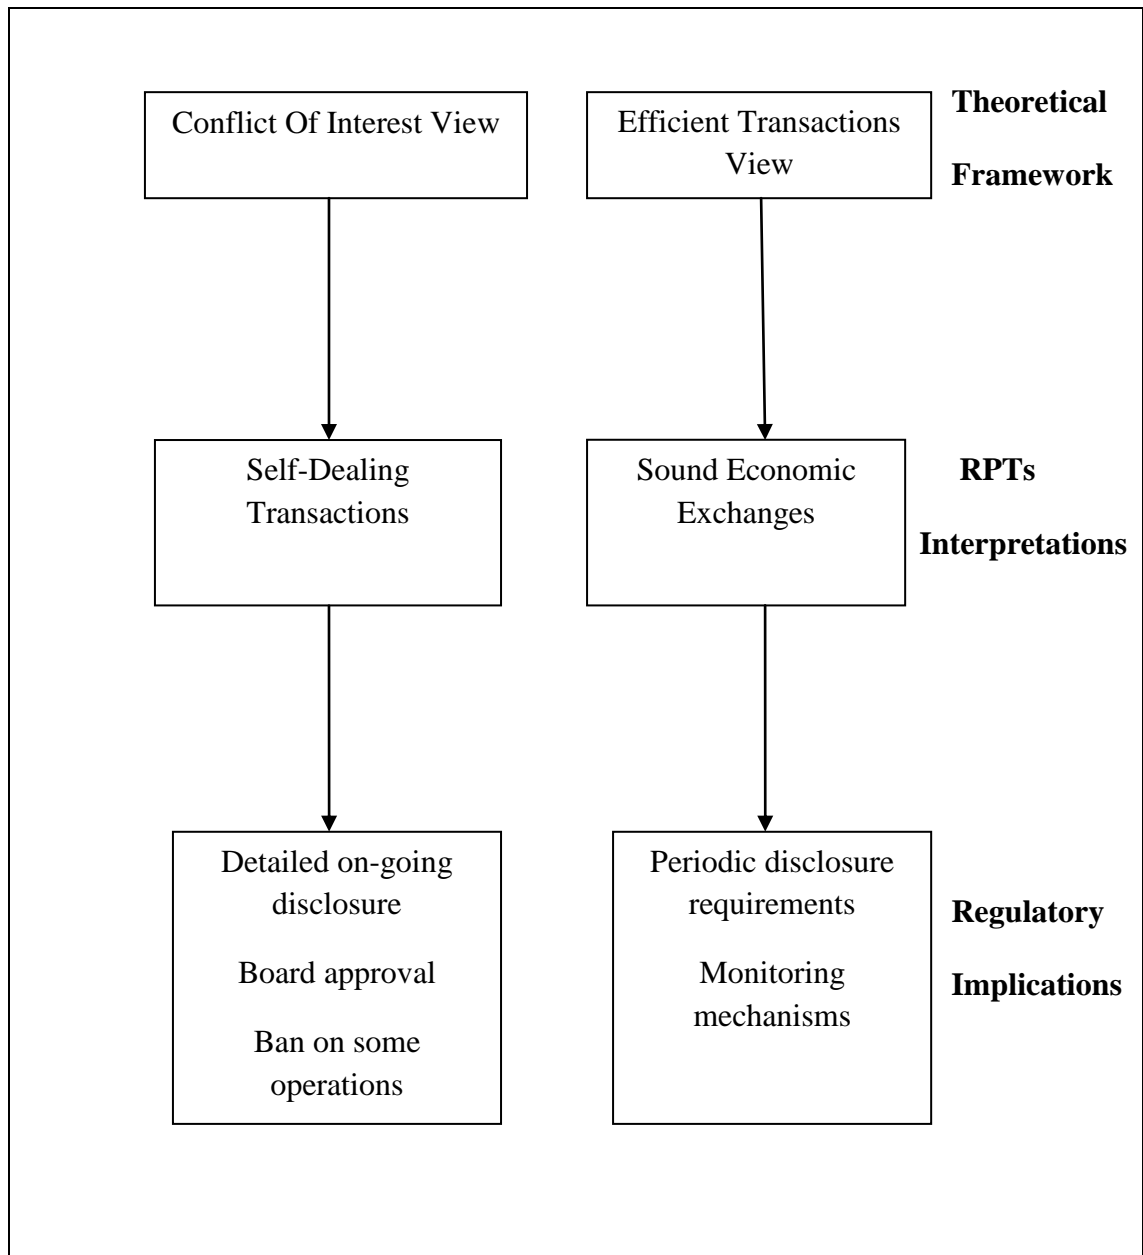 Conflict Of Interest View
Efficient Transactions
View
Theoretical
Framework
Self-Dealing
Transactions
Sound Economic
Exchanges
RPTs
Interpretations
Detailed on-going
disclosure
Board approval
Ban on some
operations
Periodic disclosure
requirements
Monitoring
mechanisms
Regulatory
Implications